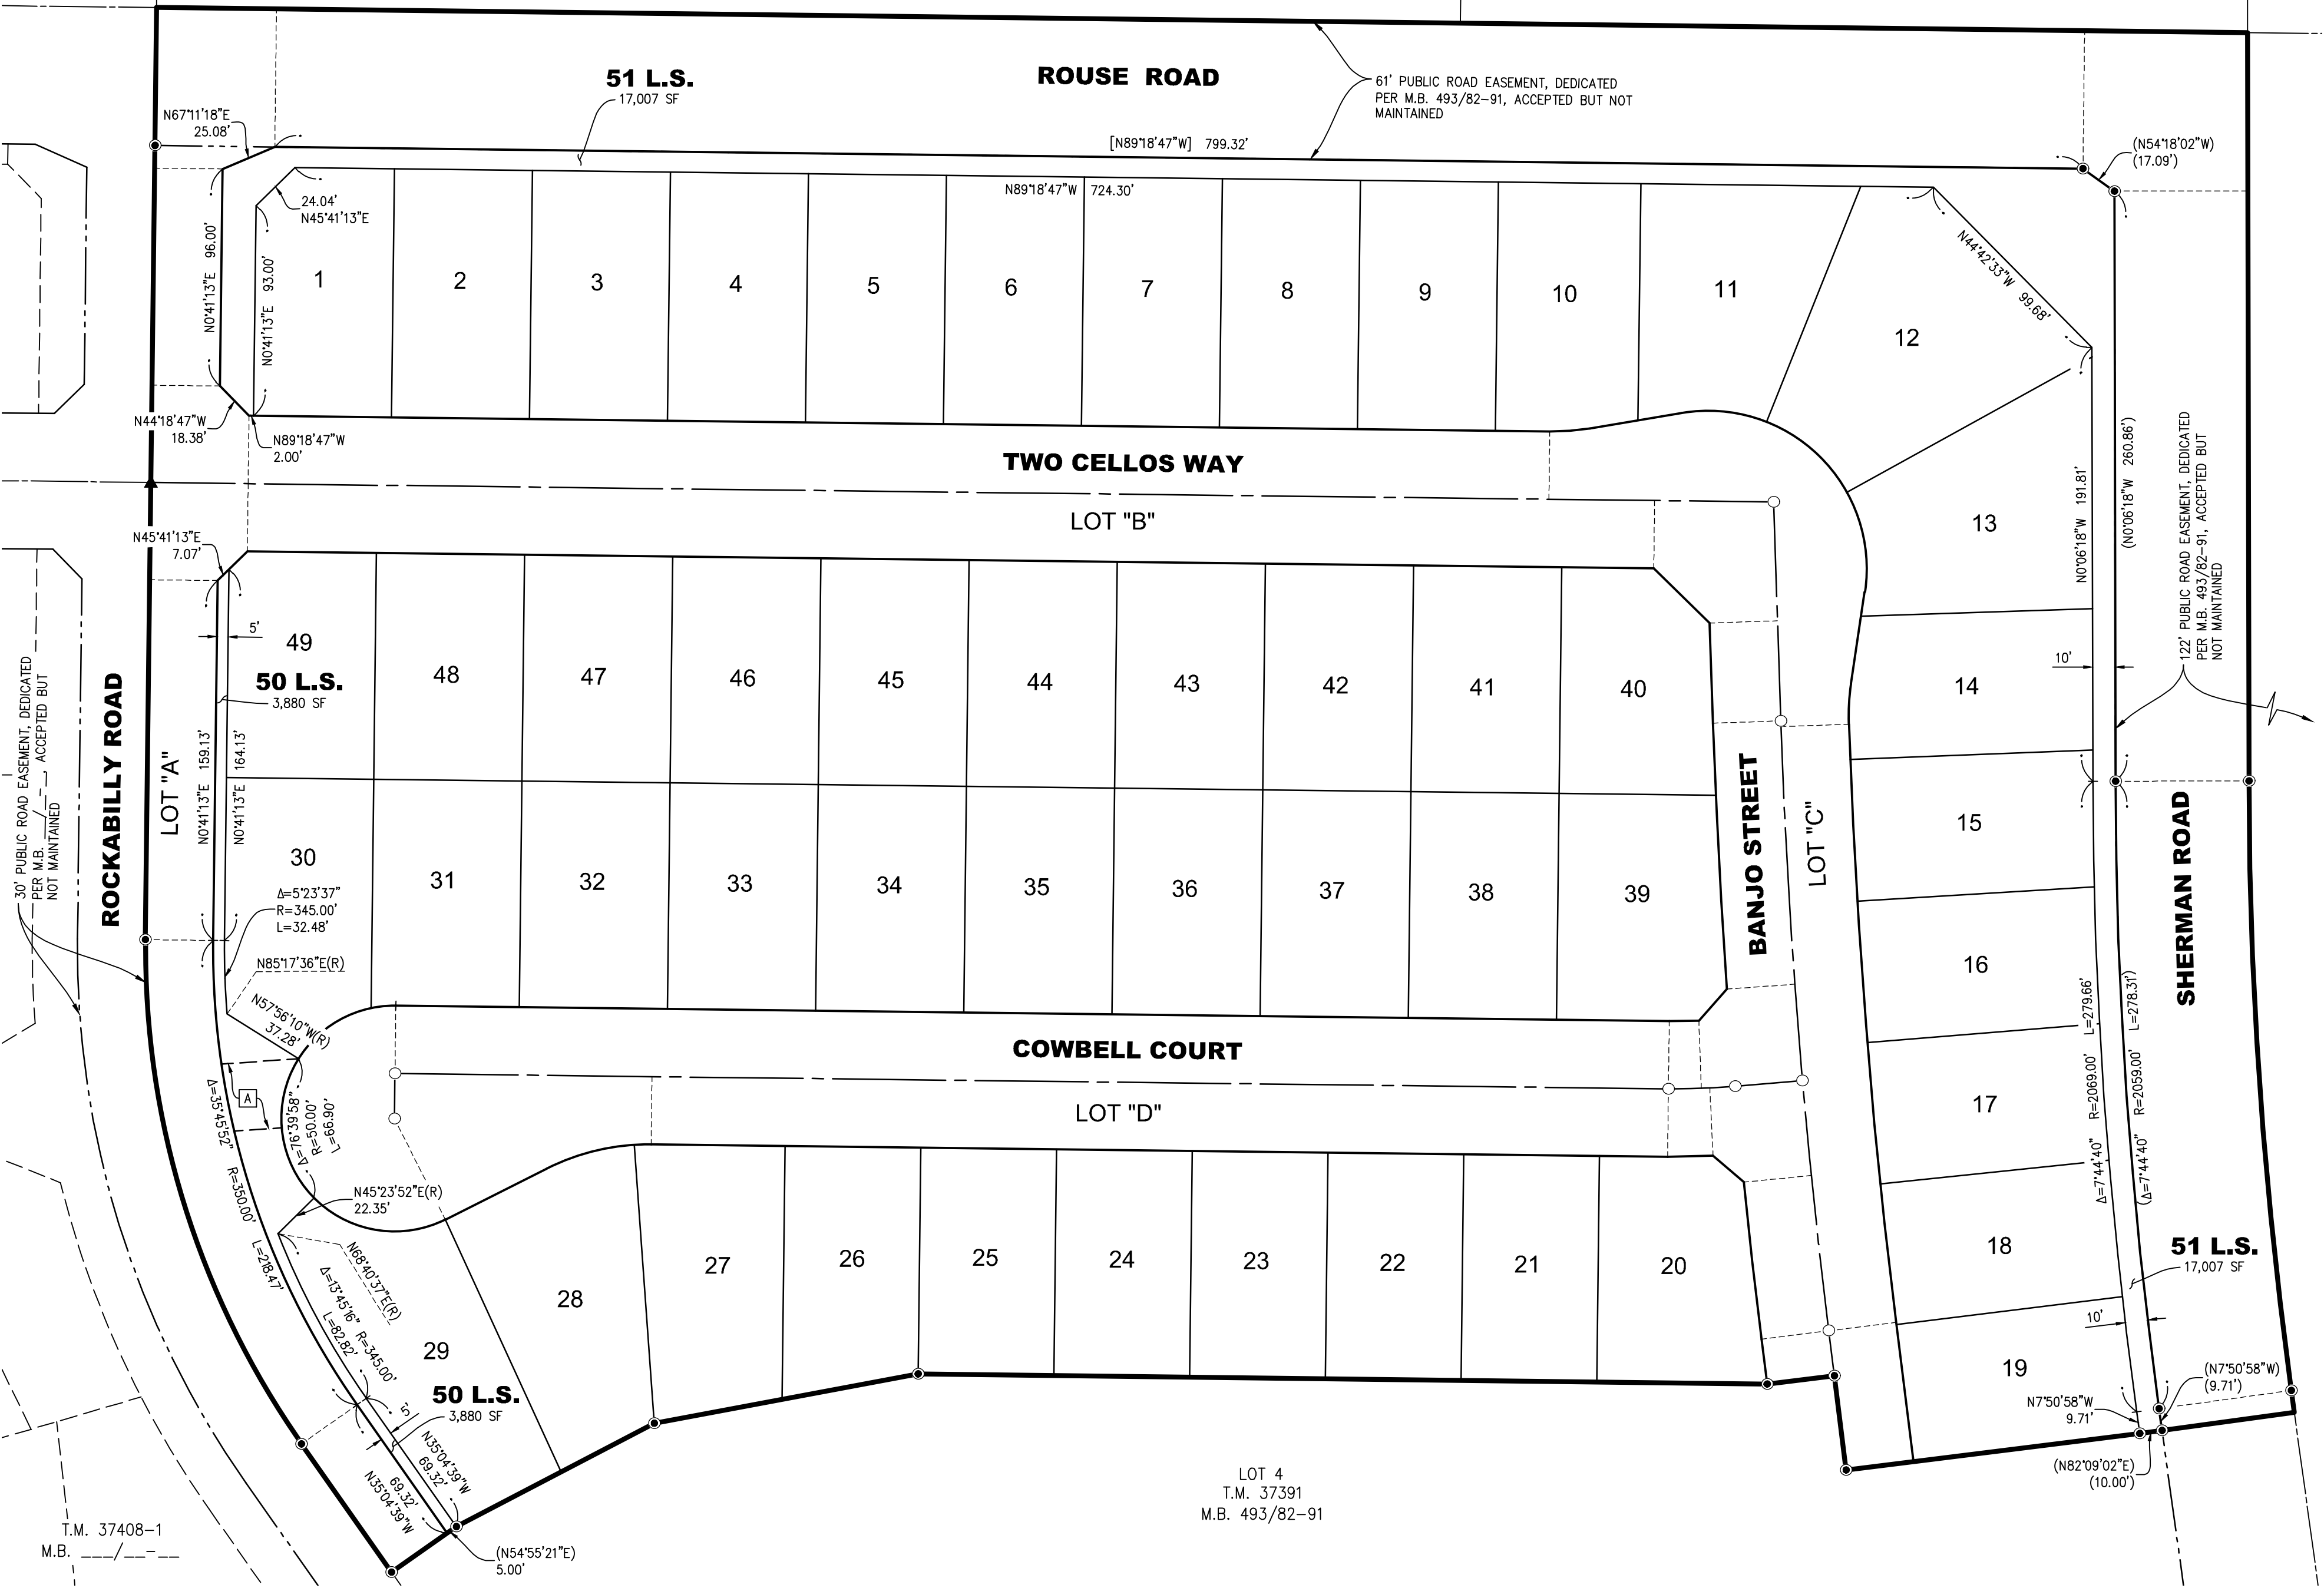 51 L.S.
17,007 SF
ROUSE ROAD
61' PUBLIC ROAD EASEMENT, DEDICATED
PER M.B. 493/82-91, ACCEPTED BUT NOT
MAINTAINED
N67°11'18"E
25.08'
[N89°18'47"W] 799.32'
(N54°18'02"W)
(17.09')
N89°18'47"W 724.30'
24.04'
N45°41'13"E
N0°41'13"E 96.00'
N0°41'13"E 93.00'
1
2
3
4
5
6
7
8
9
10
11
12
N44°42'33"W 99.68'
N44°18'47"W
18.38'
N89°18'47"W
2.00'
TWO CELLOS WAY
LOT "B"
13
N0°06'18"W 191.81'
(N0°06'18"W 260.86')
122' PUBLIC ROAD EASEMENT, DEDICATED
PER M.B. 493/82-91, ACCEPTED BUT
NOT MAINTAINED
N45°41'13"E
7.07'
5'
49
50 L.S.
3,880 SF
48
47
46
45
44
43
42
41
40
14
10'
30' PUBLIC ROAD EASEMENT, DEDICATED
PER M.B. ___/__-__ ACCEPTED BUT
NOT MAINTAINED
ROCKABILLY ROAD
LOT "A"
N0°41'13"E 159.13'
N0°41'13"E 164.13'
BANJO STREET
LOT "C"
15
SHERMAN ROAD
30
31
32
33
34
35
36
37
38
39
Δ=5°23'37"
R=345.00'
L=32.48'
N85°17'36"E(R)
16
N57°56'10"W(R)
37.28'
COWBELL COURT
LOT "D"
A
Δ=76°39'58"
R=50.00'
L=66.90'
Δ=35°45'52" R=350.00' L=218.47'
17
Δ=7°44'40" R=2069.00' L=279.66'
(Δ=7°44'40" R=2059.00' L=278.31')
N45°23'52"E(R)
22.35'
N68°40'37"E(R)
Δ=13°45'16" R=345.00'
L=82.82'
29
28
27
26
25
24
23
22
21
20
18
51 L.S.
17,007 SF
10'
19
(N7°50'58"W)
(9.71')
N7°50'58"W
9.71'
50 L.S.
3,880 SF
5'
N35°04'39"W
69.32'
69.32'
N35°04'39"W
(N82°09'02"E)
(10.00')
LOT 4
T.M. 37391
M.B. 493/82-91
T.M. 37408-1
M.B. ___/__-__
(N54°55'21"E)
5.00'